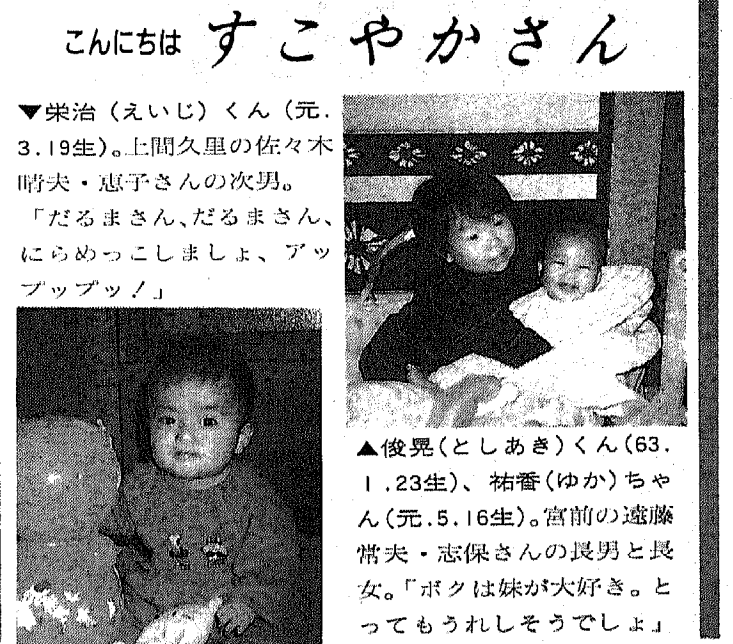 こんにちは すこやかさん
▼栄治（えいじ）くん（元.
3.19生）。上間久里の佐々木
晴夫・恵子さんの次男。
「だるまさん、だるまさん、
にらめっこしましょ、アッ
プップッ！」
▲俊晃（としあき）くん（63.
1.23生）、祐香（ゆか）ちゃ
ん（元.5.16生）。宮前の遠藤
常夫・志保さんの長男と長
女。「ボクは妹が大好き。と
ってもうれしそうでしょ」